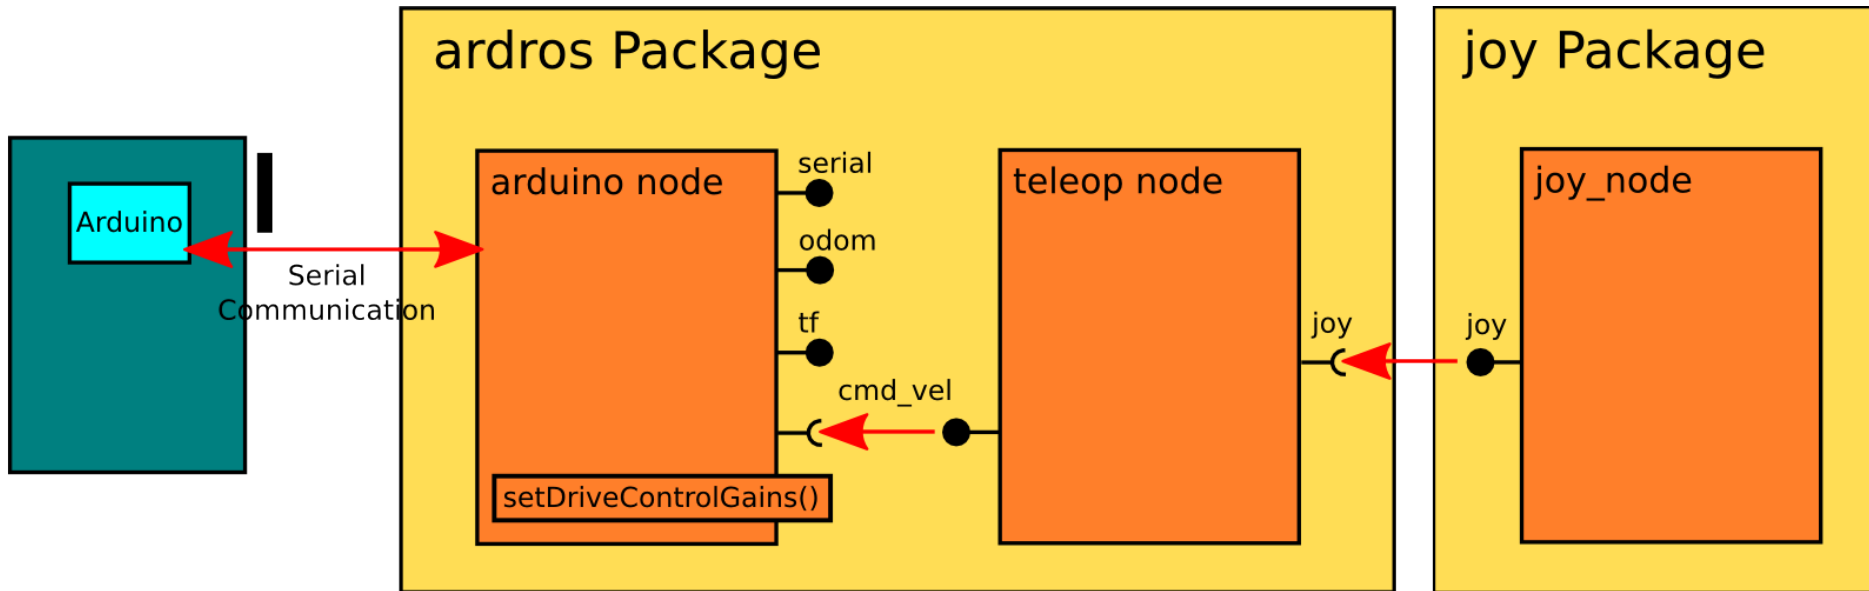 ardros Package
joy Package
Arduino
Serial
Communication
arduino node
serial
odom
tf
cmd_vel
setDriveControlGains()
teleop node
joy
joy
joy_node